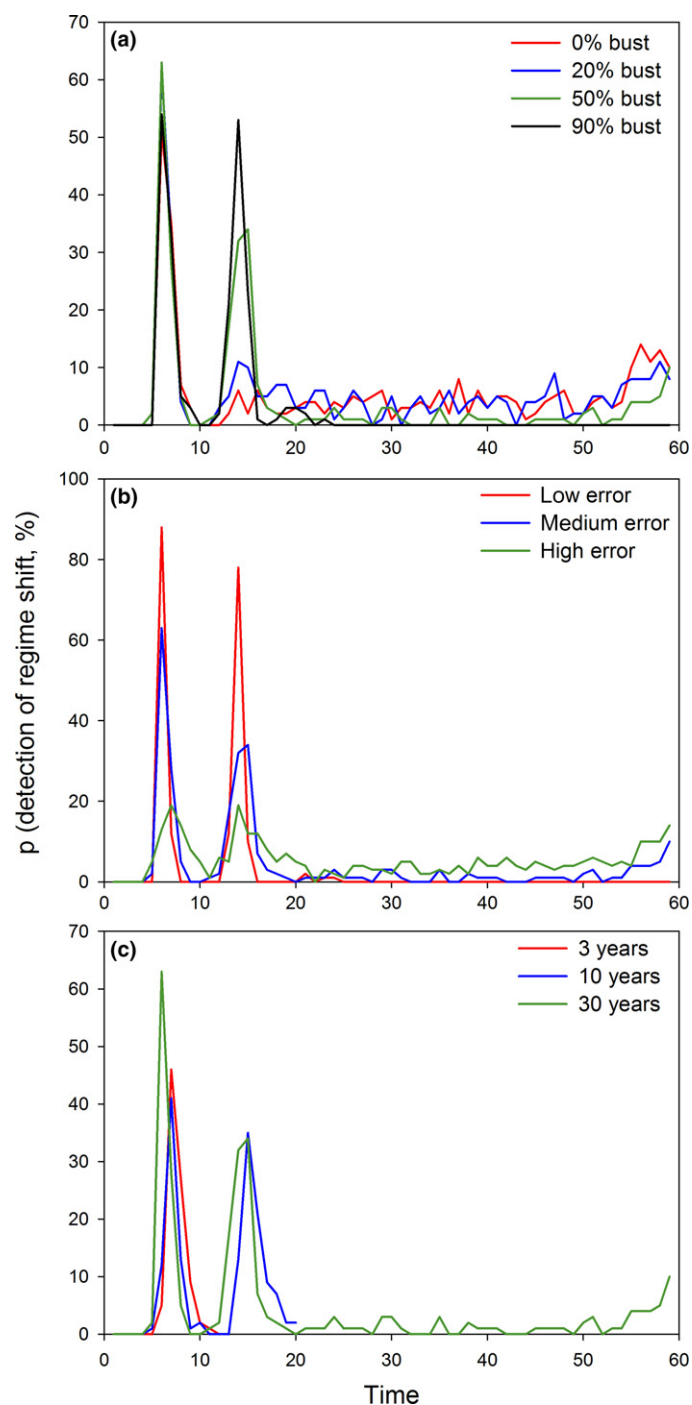 (a)
0% bust
20% bust
50% bust
90% bust
70
60
50
40
30
20
10
0
0 10 20 30 40 50 60
p (detection of regime shift, %)
(b)
Low error
Medium error
High error
100
80
60
40
20
0
0 10 20 30 40 50 60
(c)
3 years
10 years
30 years
70
60
50
40
30
20
10
0
0 10 20 30 40 50 60
Time